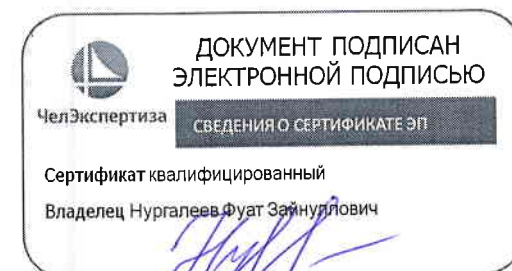 ДОКУМЕНТ ПОДПИСАН
ЭЛЕКТРОННОЙ ПОДПИСЬЮ
ЧелЭкспертиза
СВЕДЕНИЯ О СЕРТИФИКАТЕ ЭП
Сертификат квалифицированный
Владелец Нургалеев Фуат Зайнуллович